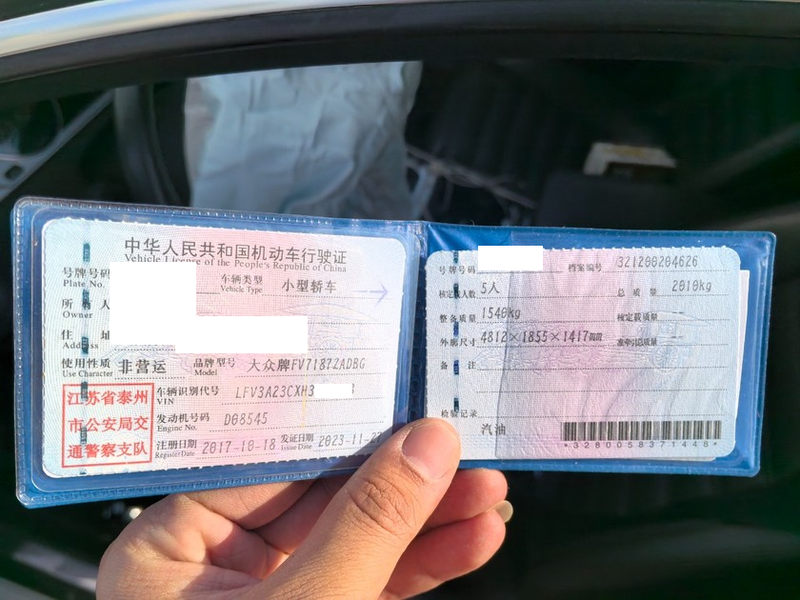 中华人民共和国机动车行驶证
Vehicle License of the People's Republic of China
号牌号码
Plate No.
车辆类型
Vehicle Type
小型轿车
所 有 人
Owner
住 址
Address
使用性质
Use Character
非营运
品牌型号
Model
大众牌FV7187ZADBG
江苏省泰州
市公安局交
通警察支队
车辆识别代号
VIN
LFV3A23CXH3
发动机号码
Engine No.
D08545
注册日期
Register Date
2017-10-18
发证日期
Issue Date
2023-11-27
号牌号码
档案编号
321200204626
核定载人数
5人
总 质 量
2010kg
整备质量
1540kg
核定载质量
--
外廓尺寸
4812×1855×1417mm
准牵引总质量
--
备 注
检验记录
汽油
*3280058371446*